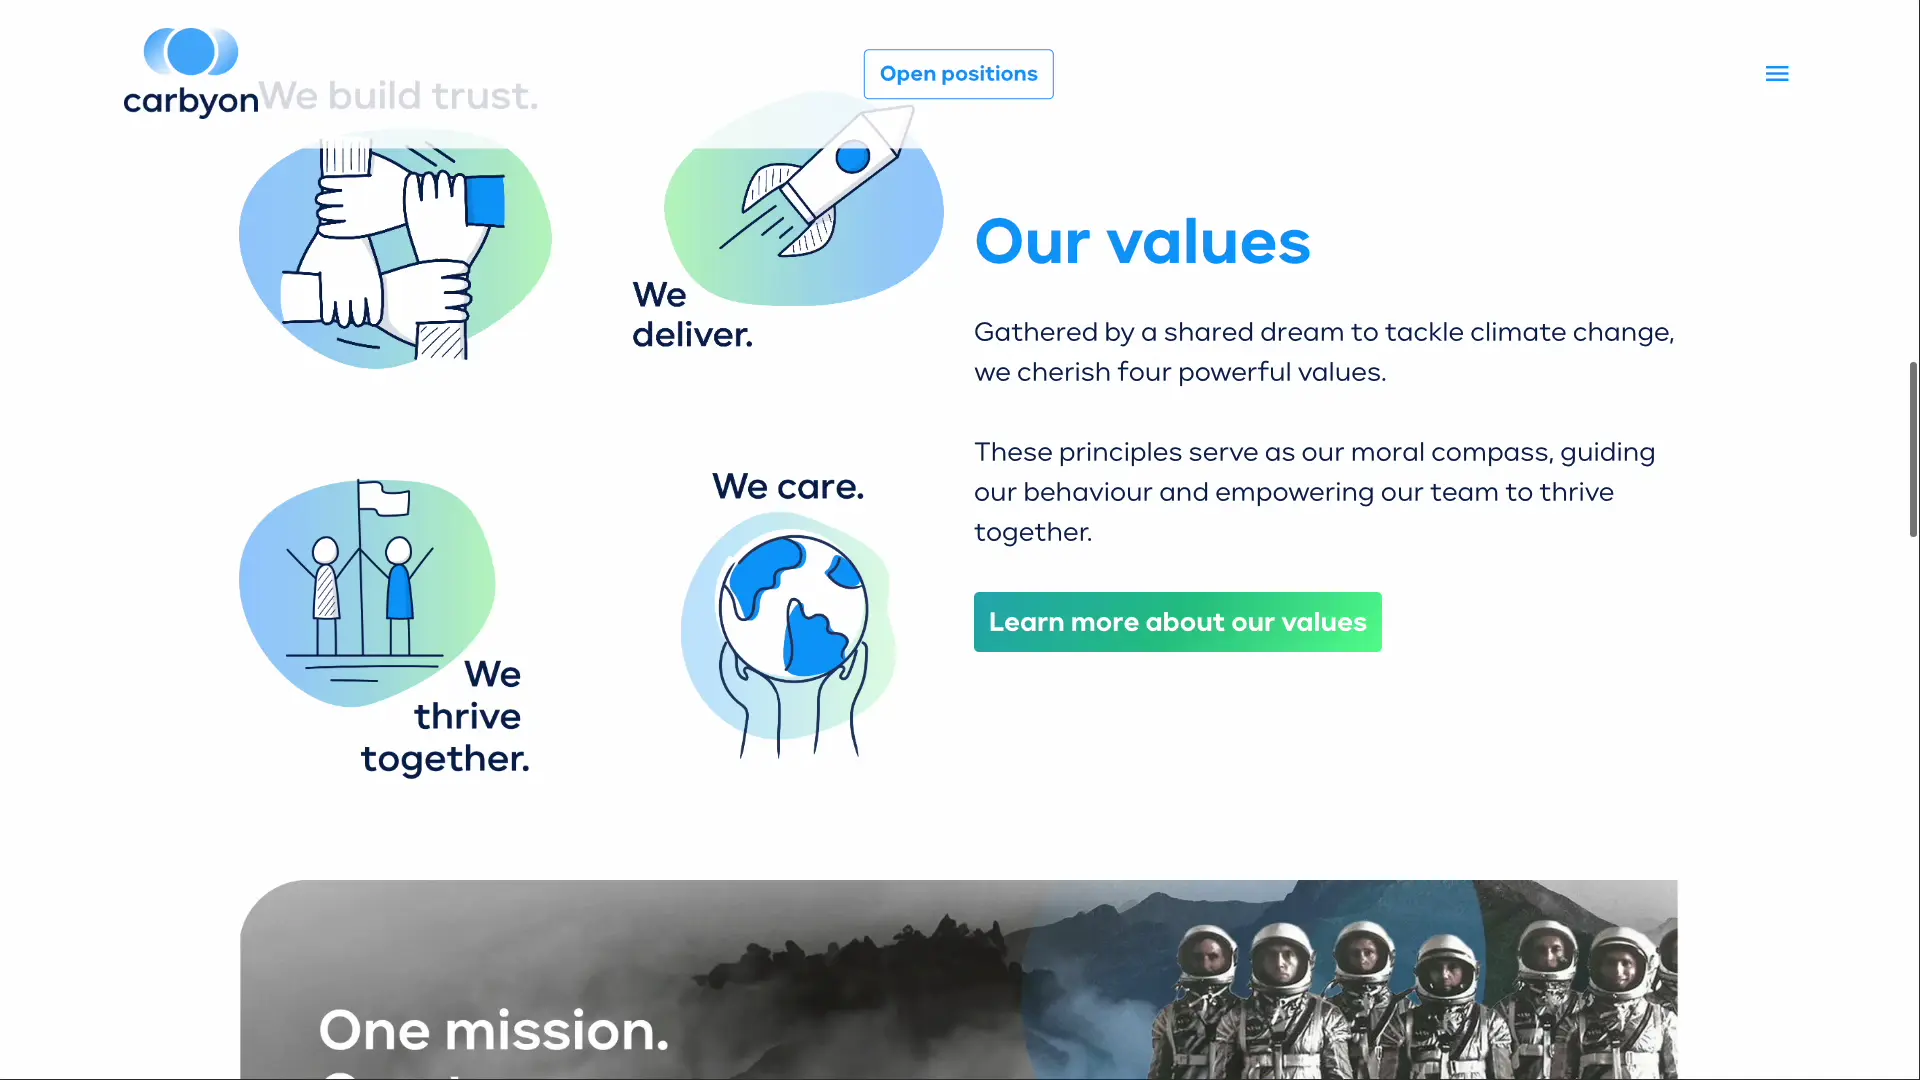 carbyon
We build trust.
Open positions
We
deliver.
Our values
Gathered by a shared dream to tackle climate change,
we cherish four powerful values.
These principles serve as our moral compass, guiding
our behaviour and empowering our team to thrive
together.
Learn more about our values
We care.
We
thrive
together.
One mission.